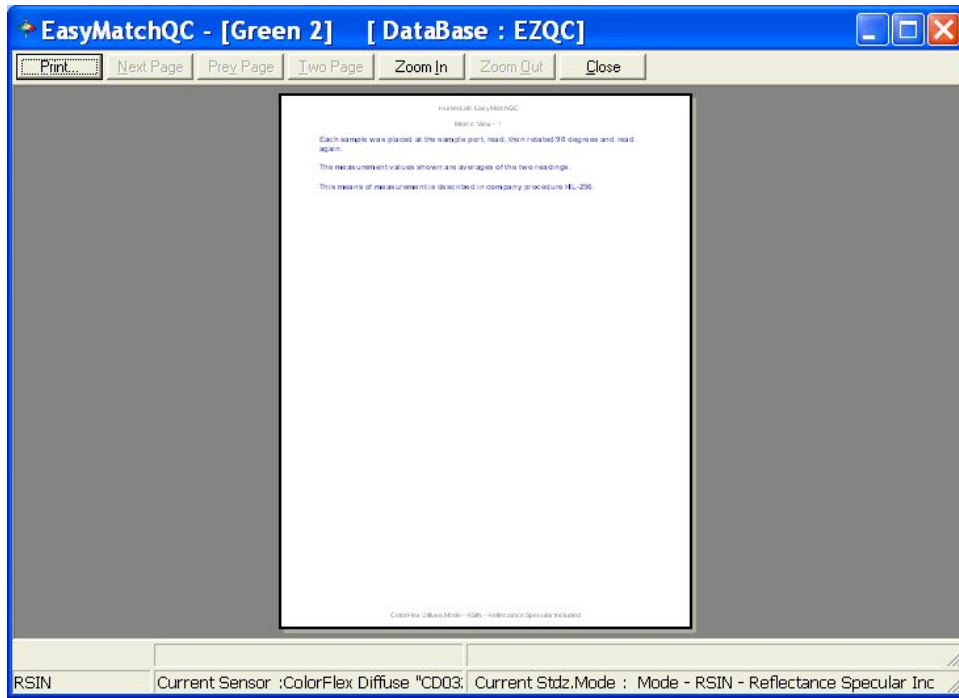 EasyMatchQC - [Green 2] [ DataBase : EZQC]
Print... Next Page Prev Page Two Page Zoom In Zoom Out Close
HunterLab EasyMatchQC
Memo View - 1
Each sample was placed at the sample port, read, then rotated 90 degrees and read
again.
The measurement values shown are averages of the two readings.
This means of measurement is described in company procedure HL-256.
ColorFlex Diffuse Mode - RSIN - Reflectance Specular Included
RSIN Current Sensor :ColorFlex Diffuse "CD03: Current Stdz.Mode : Mode - RSIN - Reflectance Specular Inc